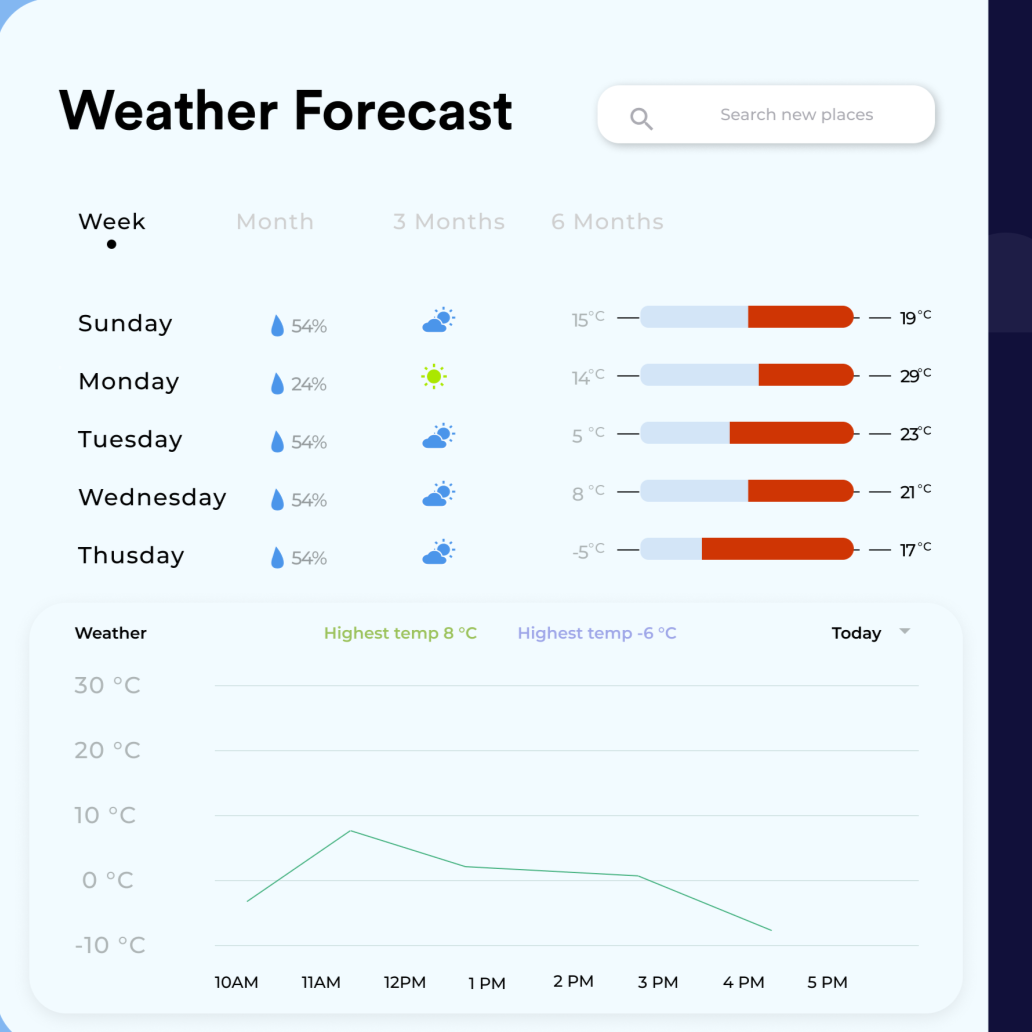 Weather Forecast
Search new places
Week Month 3 Months 6 Months
Sunday 54% 15°C 19°C
Monday 24% 14°C 29°C
Tuesday 54% 5 °C 23°C
Wednesday 54% 8 °C 21°C
Thusday 54% -5°C 17°C
Weather Highest temp 8 °C Highest temp -6 °C Today
30 °C
20 °C
10 °C
0 °C
-10 °C
10AM 11AM 12PM 1 PM 2 PM 3 PM 4 PM 5 PM